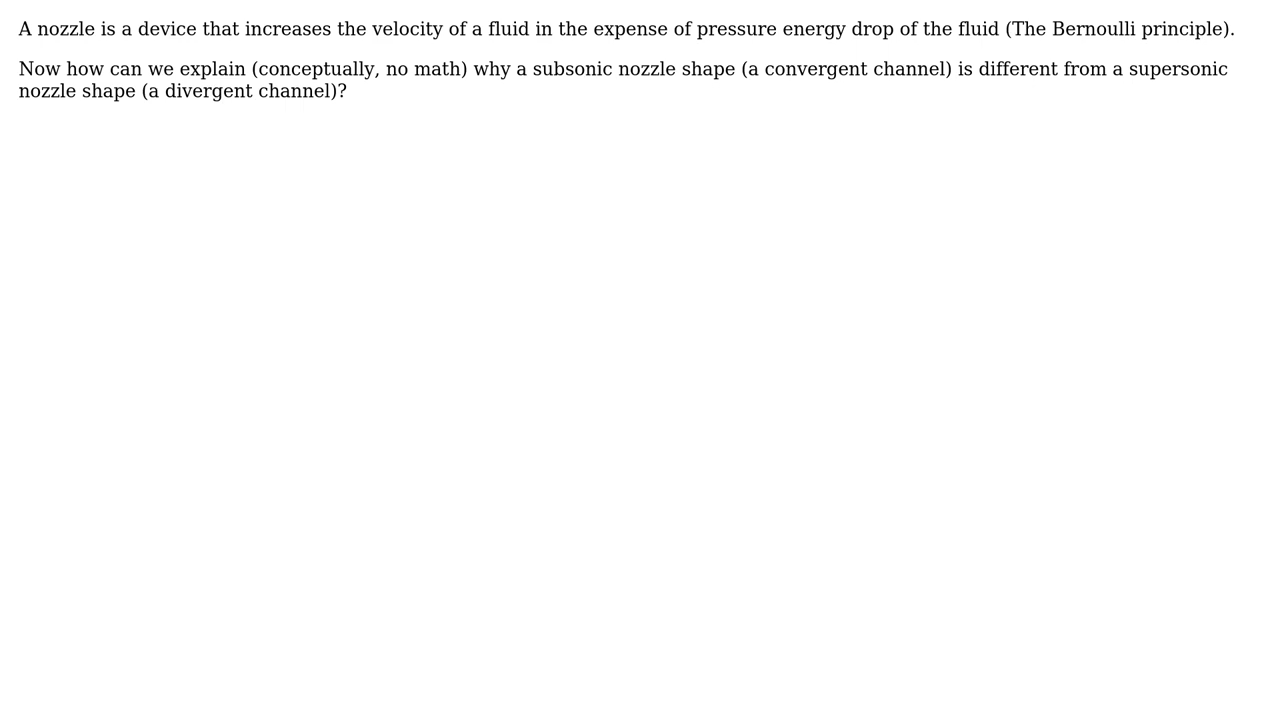 A nozzle is a device that increases the velocity of a fluid in the expense of pressure energy drop of the fluid (The Bernoulli principle).
Now how can we explain (conceptually, no math) why a subsonic nozzle shape (a convergent channel) is different from a supersonic
nozzle shape (a divergent channel)?